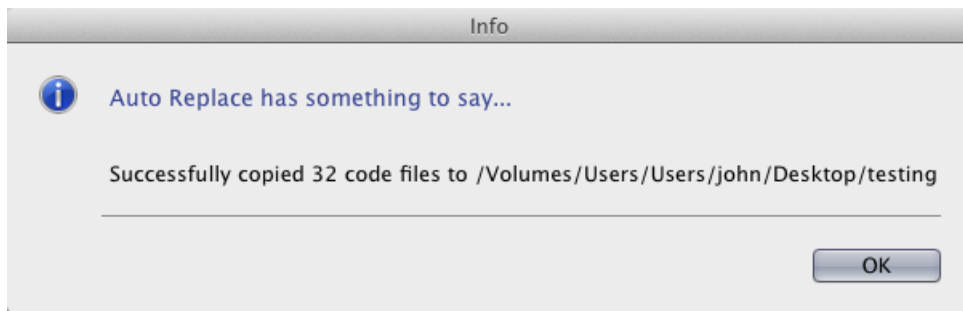 Info
Auto Replace has something to say...
Successfully copied 32 code files to /Volumes/Users/Users/john/Desktop/testing
OK